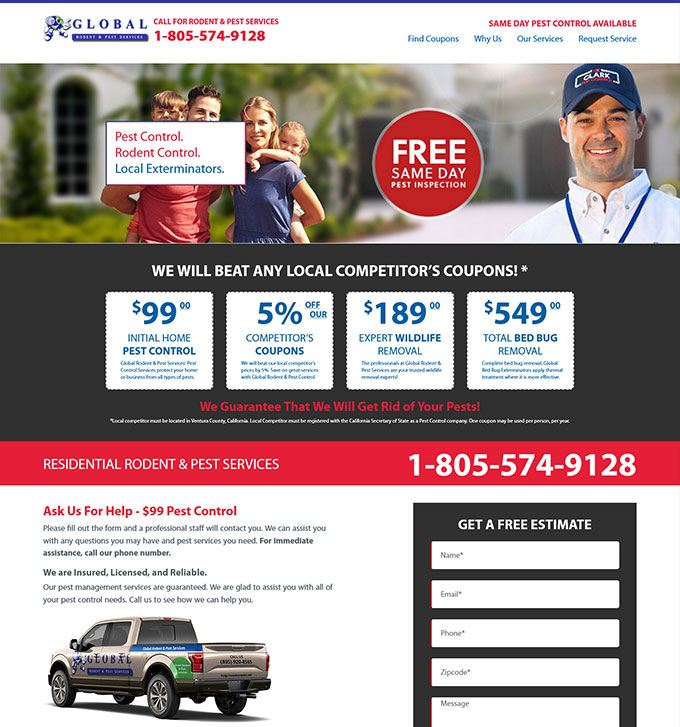 GLOBAL
RODENT & PEST SERVICES
CALL FOR RODENT & PEST SERVICES
1-805-574-9128
SAME DAY PEST CONTROL AVAILABLE
Find Coupons Why Us Our Services Request Service
CLARK
Pest Control.
Rodent Control.
Local Exterminators.
FREE
SAME DAY
PEST INSPECTION
WE WILL BEAT ANY LOCAL COMPETITOR'S COUPONS! *
$99 00
INITIAL HOME
PEST CONTROL
Global Rodent & Pest Services' Pest
Control Services protect your home
or business from all types of pests.
5% OFF
OUR
COMPETITOR'S
COUPONS
We will beat our local competitor's
prices by 5%. Save on great services
with Global Rodent & Pest Control.
$189 00
EXPERT WILDLIFE
REMOVAL
The professionals at Global Rodent &
Pest Services are your trusted wildlife
removal experts!
$549 00
TOTAL BED BUG
REMOVAL
Complete bed bug removal. Global
Bed Bug Exterminators apply thermal
treatment where it is more effective.
We Guarantee That We Will Get Rid of Your Pests!
*Local competitor must be located in Ventura County, California. Local Competitor must be registered with the California Secretary of State as a Pest Control company. One coupon may be used per person, per year.
RESIDENTIAL RODENT & PEST SERVICES
1-805-574-9128
Ask Us For Help - $99 Pest Control
Please fill out the form and a professional staff will contact you. We can assist you
with any questions you may have and pest services you need. For immediate
assistance, call our phone number.
We are Insured, Licensed, and Reliable.
Our pest management services are guaranteed. We are glad to assist you with all of
your pest control needs. Call us to see how we can help you.
Global Rodent & Pest Services
GLOBAL
RODENT & PEST SERVICES
CALL US
(805) 920-8555
GET A FREE ESTIMATE
Name*
Email*
Phone*
Zipcode*
Message